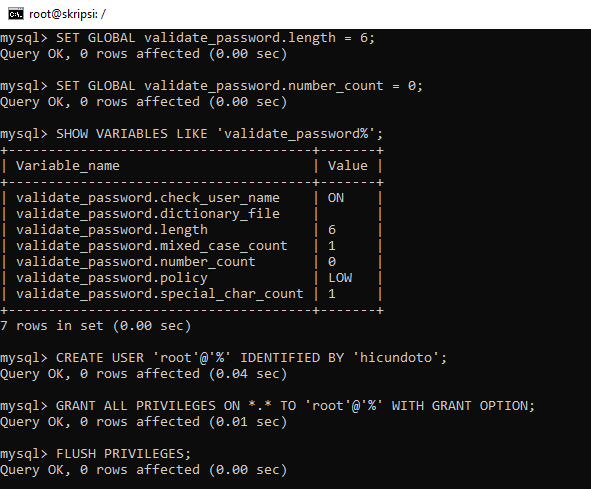 root@skripsi: /
mysql> SET GLOBAL validate_password.length = 6;
Query OK, 0 rows affected (0.00 sec)
mysql> SET GLOBAL validate_password.number_count = 0;
Query OK, 0 rows affected (0.00 sec)
mysql> SHOW VARIABLES LIKE 'validate_password%';
+--------------------------------------+-------+
| Variable_name                        | Value |
+--------------------------------------+-------+
| validate_password.check_user_name    | ON    |
| validate_password.dictionary_file    |       |
| validate_password.length             | 6     |
| validate_password.mixed_case_count   | 1     |
| validate_password.number_count       | 0     |
| validate_password.policy             | LOW   |
| validate_password.special_char_count | 1     |
+--------------------------------------+-------+
7 rows in set (0.00 sec)
mysql> CREATE USER 'root'@'%' IDENTIFIED BY 'hicundoto';
Query OK, 0 rows affected (0.04 sec)
mysql> GRANT ALL PRIVILEGES ON *.* TO 'root'@'%' WITH GRANT OPTION;
Query OK, 0 rows affected (0.01 sec)
mysql> FLUSH PRIVILEGES;
Query OK, 0 rows affected (0.00 sec)